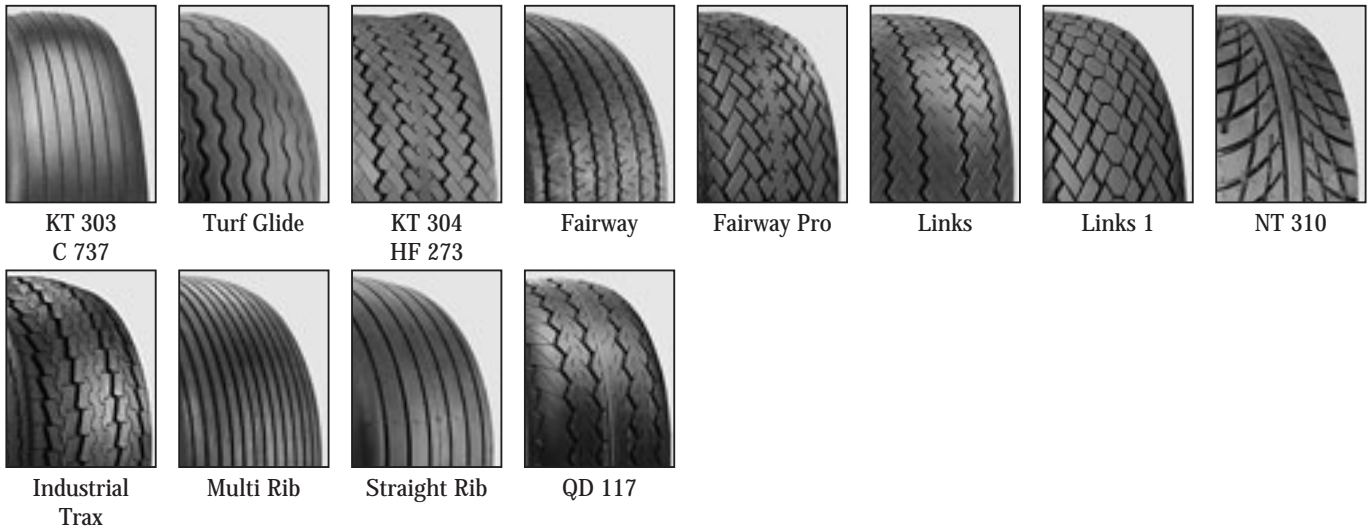 KT 303
C 737
Turf Glide
KT 304
HF 273
Fairway
Fairway Pro
Links
Links 1
NT 310
Industrial
Trax
Multi Rib
Straight Rib
QD 117